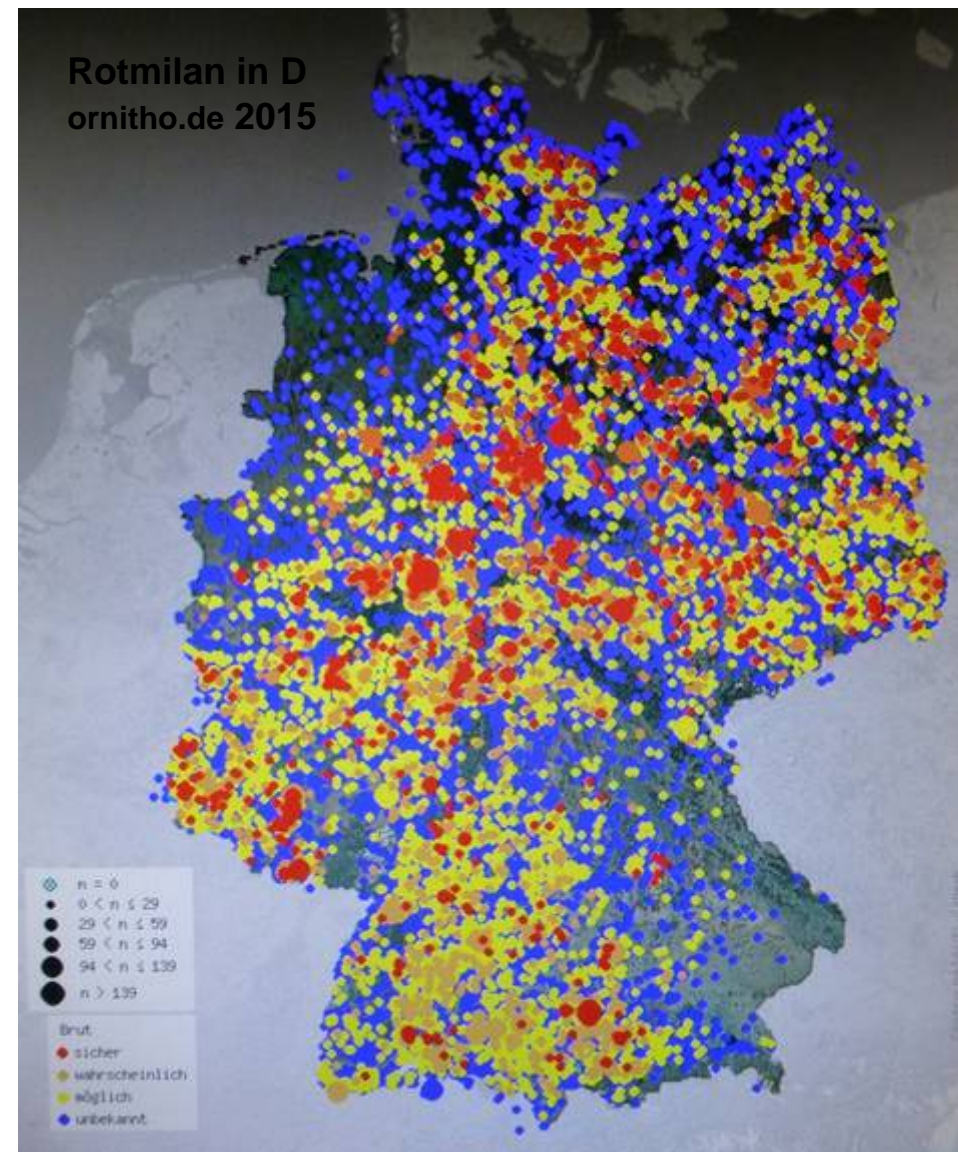 Rotmilan in D
ornitho.de 2015
n = 0
0 < n ≤ 29
29 < n ≤ 59
59 < n ≤ 94
94 < n ≤ 139
n > 139
Brut
sicher
wahrscheinlich
möglich
unbekannt